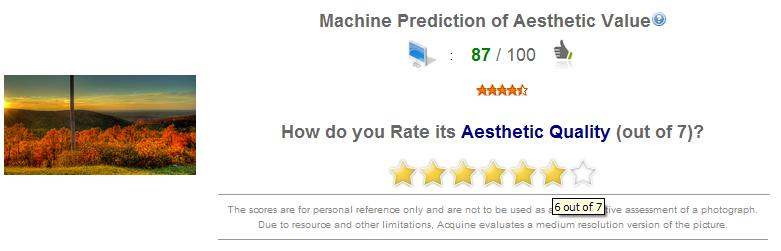 Machine Prediction of Aesthetic Value
: 87 / 100
How do you Rate its Aesthetic Quality (out of 7)?
6 out of 7
The scores are for personal reference only and are not to be used as a tive assessment of a photograph.
Due to resource and other limitations, Acquine evaluates a medium resolution version of the picture.